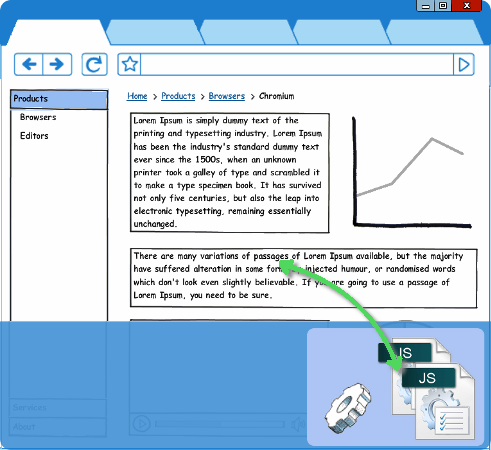 Products
Browsers
Editors
Home > Products > Browsers > Chromium
Lorem Ipsum is simply dummy text of the
printing and typesetting industry. Lorem Ipsum
has been the industry's standard dummy text
ever since the 1500s, when an unknown
printer took a galley of type and scrambled it
to make a type specimen book. It has survived
not only five centuries, but also the leap into
electronic typesetting, remaining essentially
unchanged.
There are many variations of passages of Lorem Ipsum available, but the majority
have suffered alteration in some form, injected humour, or randomised words
which don't look even slightly believable. If you are going to use a passage of
Lorem Ipsum, you need to be sure.
JS
JS
Services
About